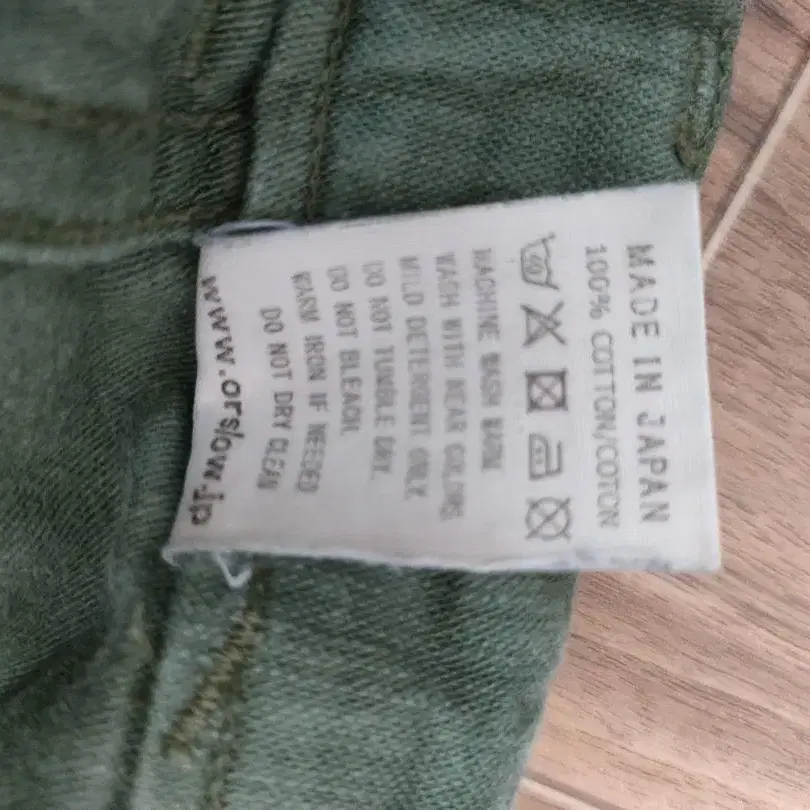 MADE IN JAPAN
100% COTTON/COTON
40
MACHINE WASH WARM
WASH WITH NEAR COLORS
MILD DETERGENT ONLY.
DO NOT TUMBLE DRY.
DO NOT BLEACH.
WARM IRON IF NEEDED
DO NOT DRY CLEAN
www.orslow.jp